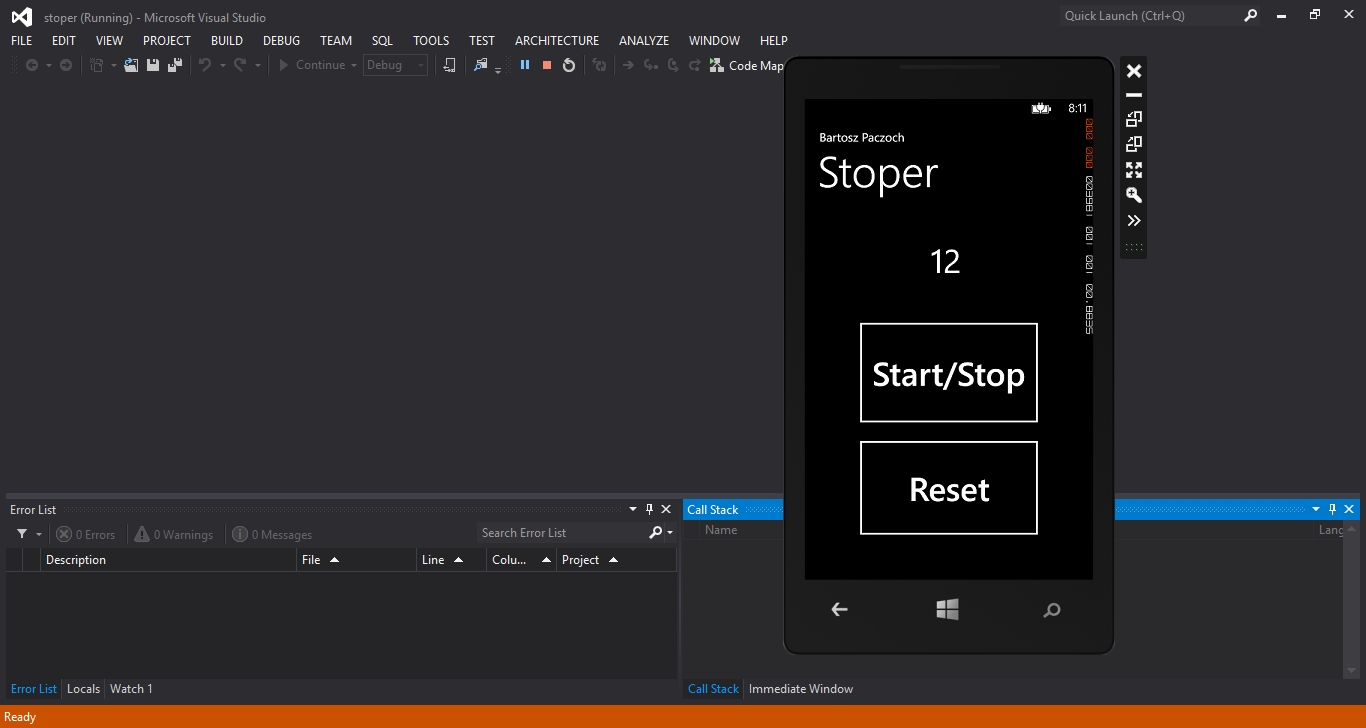 stoper (Running) - Microsoft Visual Studio
Quick Launch (Ctrl+Q)
FILE EDIT VIEW PROJECT BUILD DEBUG TEAM SQL TOOLS TEST ARCHITECTURE ANALYZE WINDOW HELP
Continue Debug Code Map
8:11
Bartosz Paczoch
Stoper
12
Start/Stop
Reset
Error List
0 Errors 0 Warnings 0 Messages Search Error List
Description File Line Colu... Project
Error List Locals Watch 1
Call Stack
Name Lang
Call Stack Immediate Window
Ready